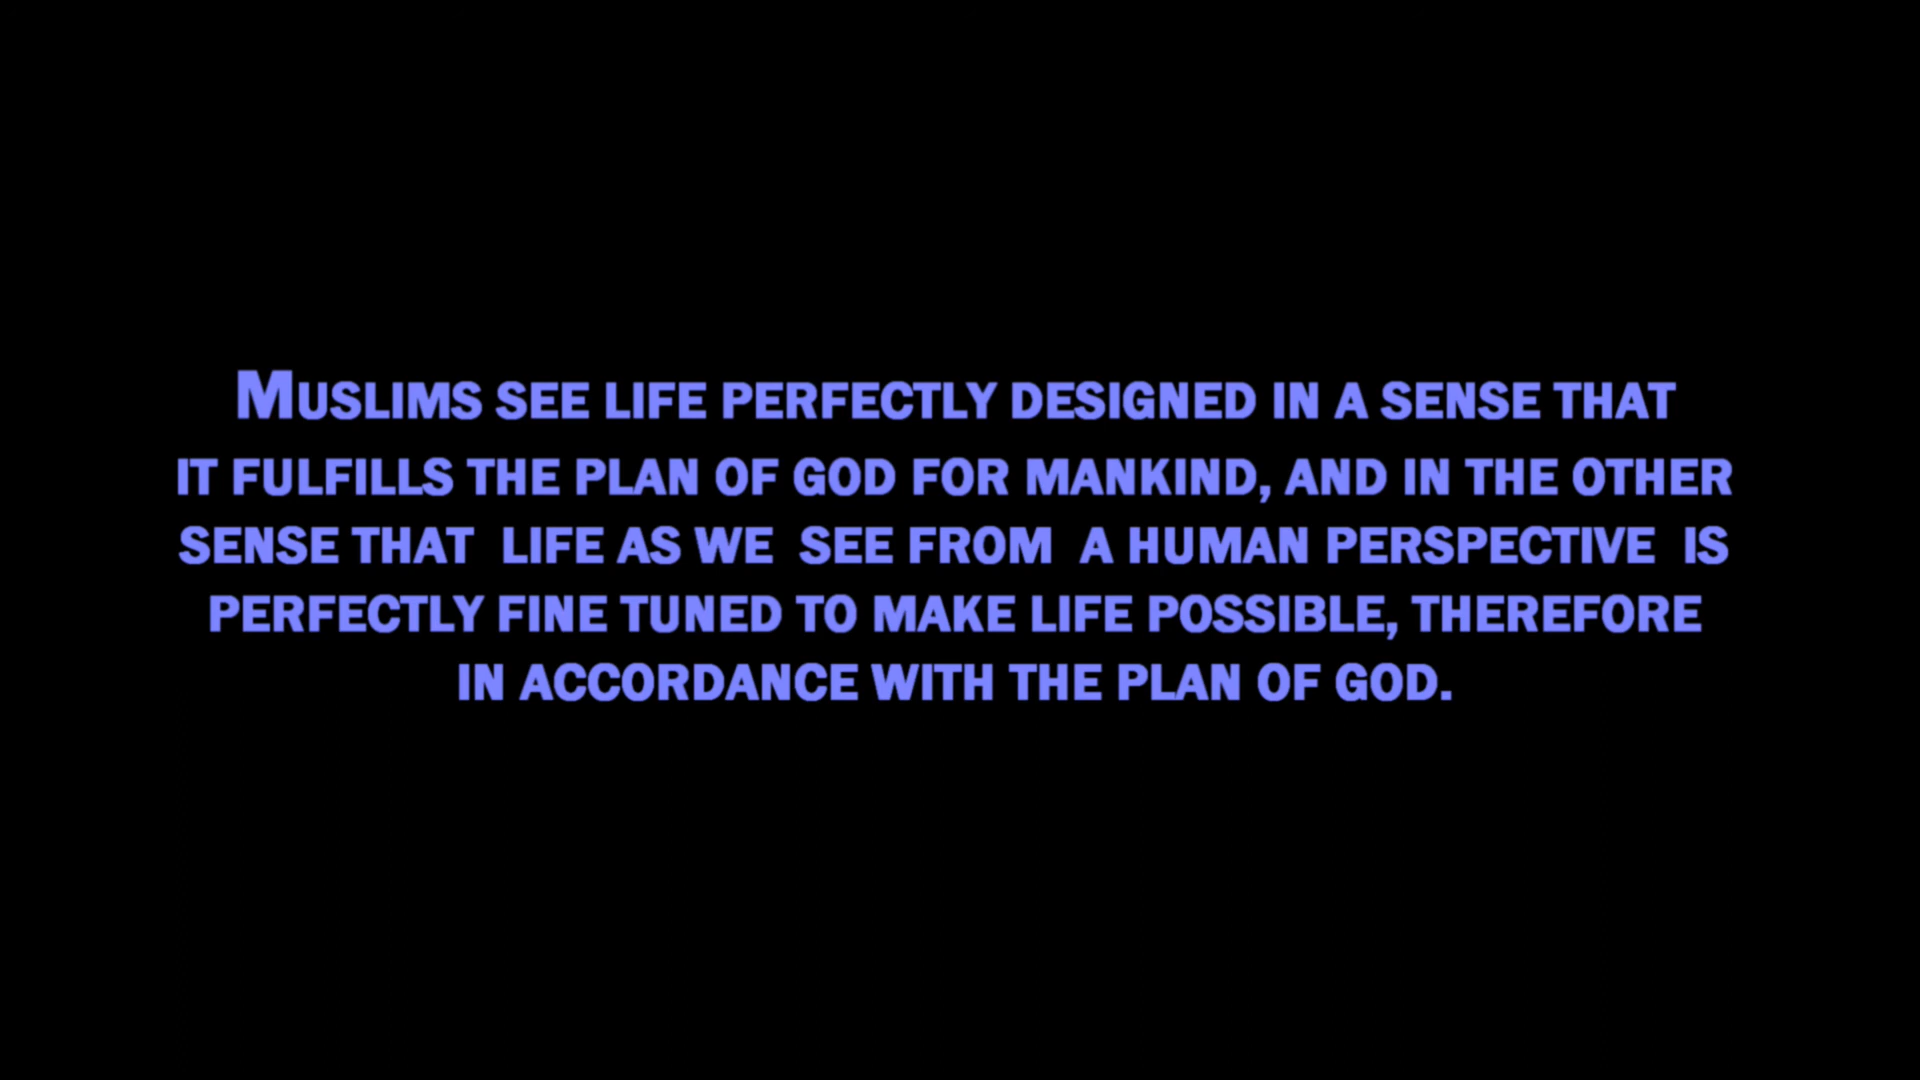 MUSLIMS SEE LIFE PERFECTLY DESIGNED IN A SENSE THAT
IT FULFILLS THE PLAN OF GOD FOR MANKIND, AND IN THE OTHER
SENSE THAT LIFE AS WE SEE FROM A HUMAN PERSPECTIVE IS
PERFECTLY FINE TUNED TO MAKE LIFE POSSIBLE, THEREFORE
IN ACCORDANCE WITH THE PLAN OF GOD.